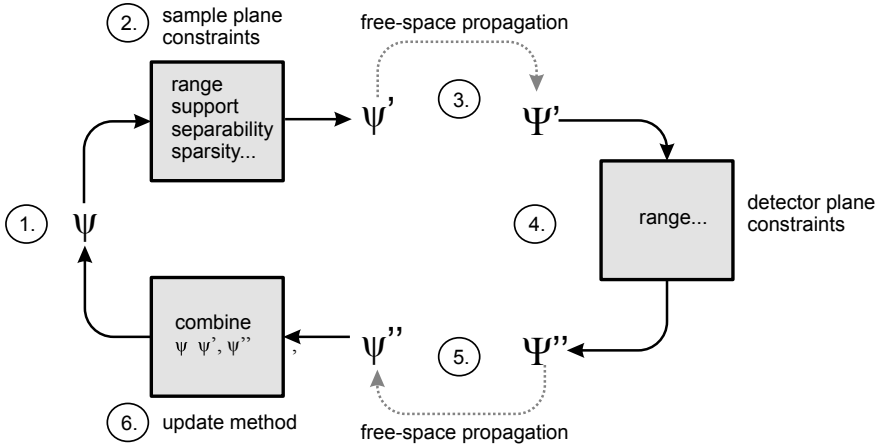 2. sample plane
constraints
free-space propagation
range
support
separability
sparsity...
ψ'
3.
Ψ'
1.
ψ
4.
range...
detector plane
constraints
combine
ψ ψ', ψ''
,
ψ''
5.
Ψ''
6. update method
free-space propagation